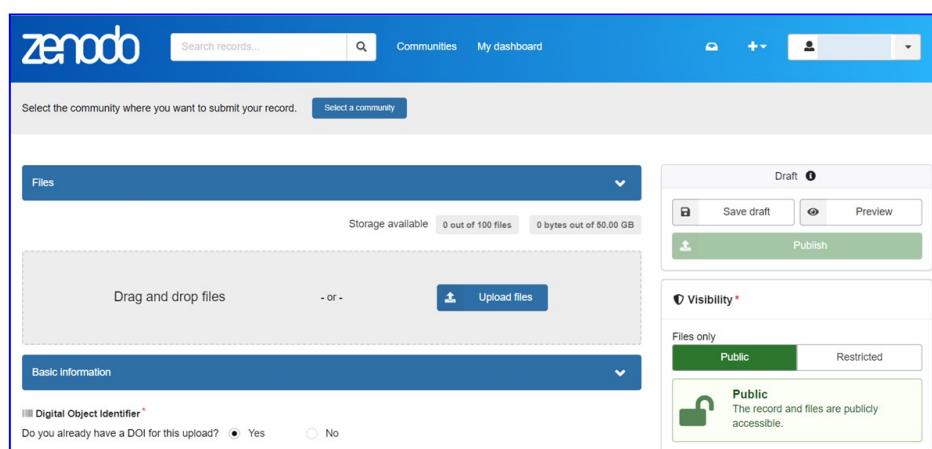 zenodo
Search records...
Communities
My dashboard
Select the community where you want to submit your record.
Select a community
Files
Storage available
0 out of 100 files
0 bytes out of 50.00 GB
Drag and drop files
- or -
Upload files
Basic information
Digital Object Identifier *
Do you already have a DOI for this upload?
Yes
No
Draft
Save draft
Preview
Publish
Visibility *
Files only
Public
Restricted
Public
The record and files are publicly
accessible.